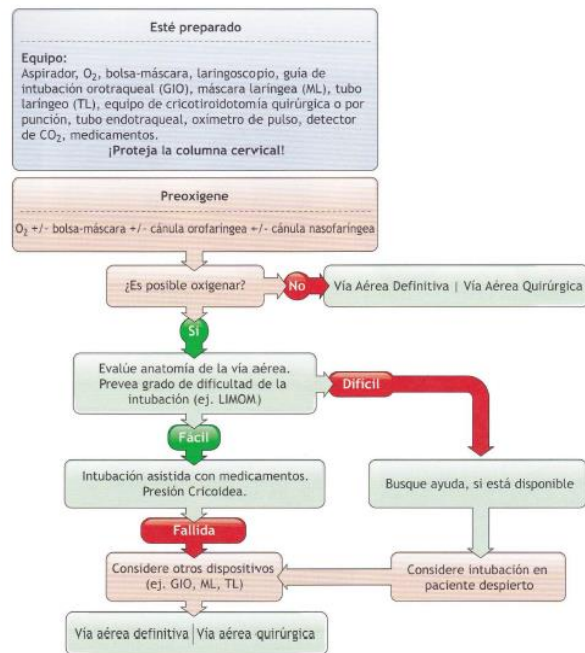 Esté preparado
Equipo:
Aspirador, O2, bolsa-máscara, laringoscopio, guía de
intubación orotraqueal (GIO), máscara laríngea (ML), tubo
laríngeo (TL), equipo de cricotiroidotomía quirúrgica o por
punción, tubo endotraqueal, oxímetro de pulso, detector
de CO2, medicamentos.
¡Proteja la columna cervical!
Preoxigene
O2 +/- bolsa-máscara +/- cánula orofaríngea +/- cánula nasofaríngea
¿Es posible oxigenar?
No
Vía Aérea Definitiva | Vía Aérea Quirúrgica
Sí
Evalúe anatomía de la vía aérea.
Prevea grado de dificultad de la
intubación (ej. LIMOM)
Difícil
Fácil
Intubación asistida con medicamentos.
Presión Cricoidea.
Busque ayuda, si está disponible
Fallida
Considere otros dispositivos
(ej. GIO, ML, TL)
Considere intubación en
paciente despierto
Vía aérea definitiva | Vía aérea quirúrgica